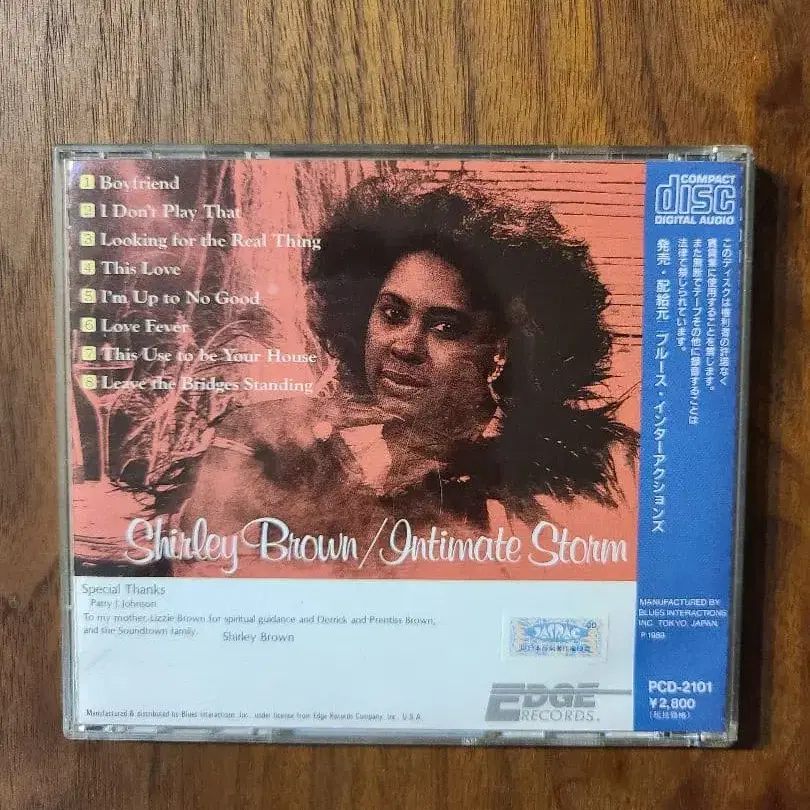 1 Boyfriend
2 I Don't Play That
3 Looking for the Real Thing
4 This Love
5 I'm Up to No Good
6 Love Fever
7 This Use to be Your House
8 Leave the Bridges Standing
Shirley Brown/Intimate Storm
Special Thanks
Parry J. Johnson
To my mother Lizzie Brown for spiritual guidance and Derrick and Prentiss Brown,
and the Soundtown family.
Shirley Brown
JASRAC
EDGE
RECORDS.
Manufactured & distributed by Blues Interactions, Inc., under license from Edge Records Company, Inc., U.S.A.
COMPACT
disc
DIGITAL AUDIO
このディスクは権利者の許諾なく
賃貸業に使用することを禁じます。
また無断でテープその他に録音することは
法律で禁じられています。
発売・配給元 ブルース・インターアクションズ
MANUFACTURED BY
BLUES INTERACTIONS,
INC. TOKYO, JAPAN.
℗ 1989
PCD-2101
¥2,800